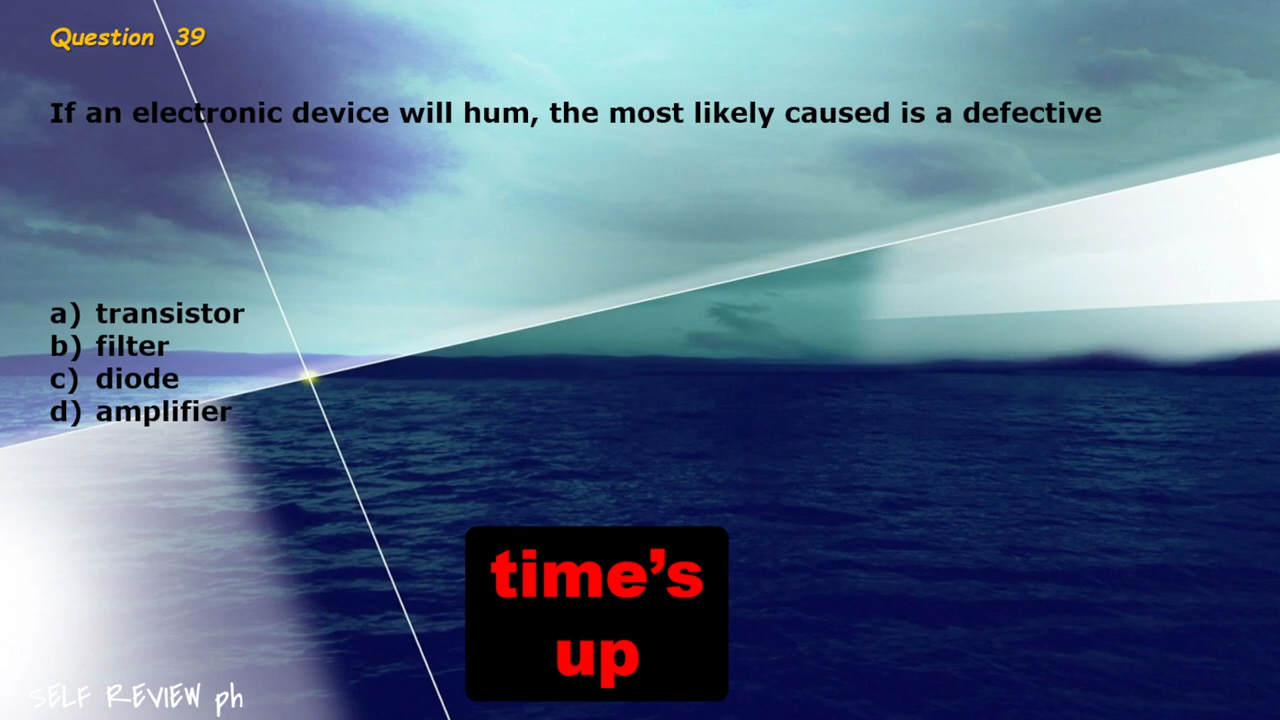 Question 39
If an electronic device will hum, the most likely caused is a defective
a) transistor
b) filter
c) diode
d) amplifier
time’s
up
SELF REVIEW ph